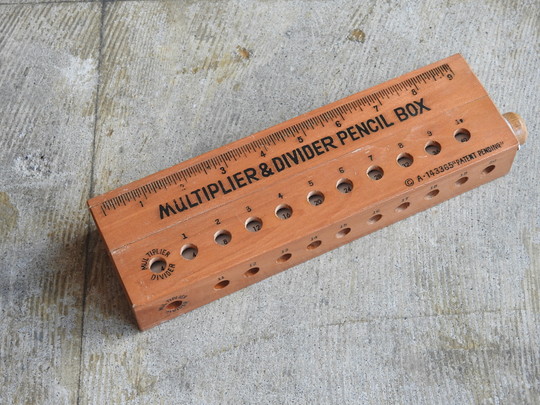 1 2 3 4 5 6 7 8 9
MULTIPLIER & DIVIDER PENCIL BOX
MULTIPLIER
DIVIDER
1 2 3 4 5 6 7 8 9 10
© A-143365 "PATENT PENDING"